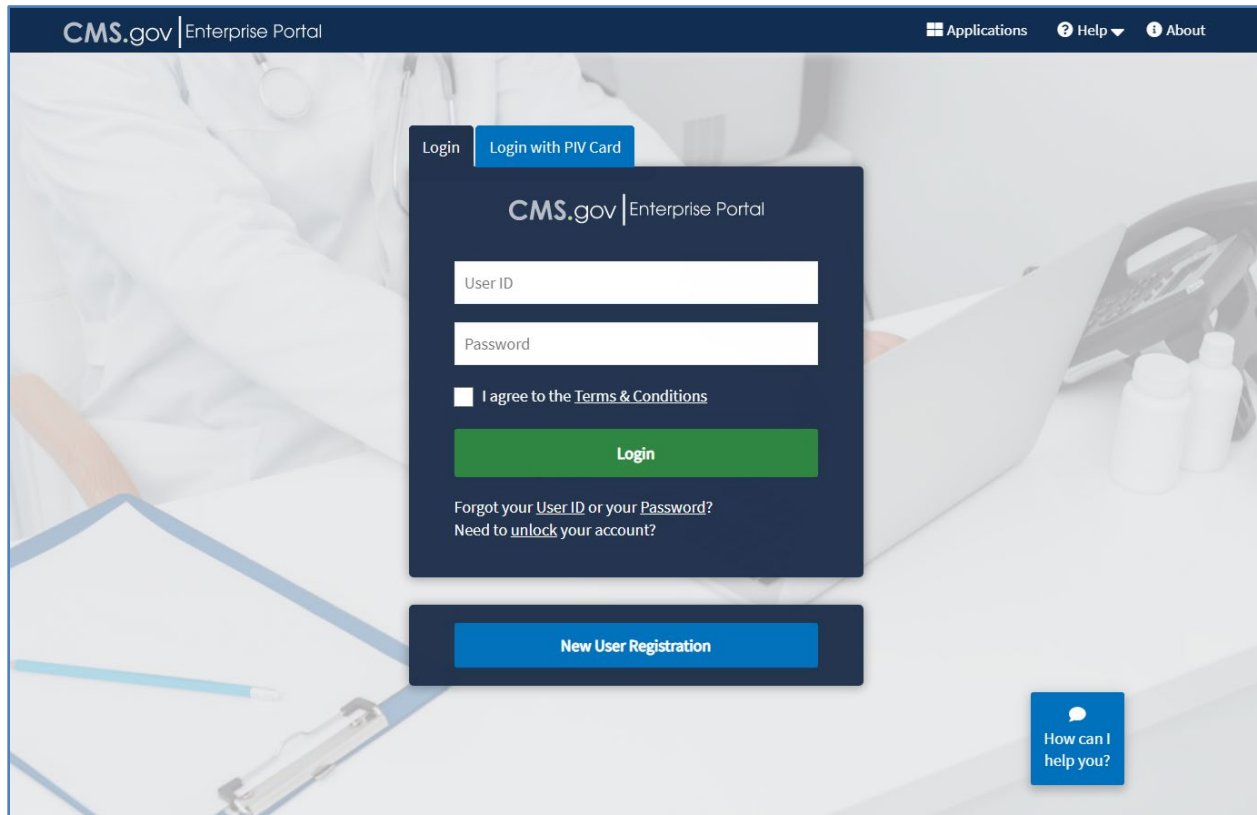 CMS.gov Enterprise Portal
Applications
Help
About
Login
Login with PIV Card
CMS.gov Enterprise Portal
User ID
Password
I agree to the Terms & Conditions
Login
Forgot your User ID or your Password?
Need to unlock your account?
New User Registration
How can I
help you?